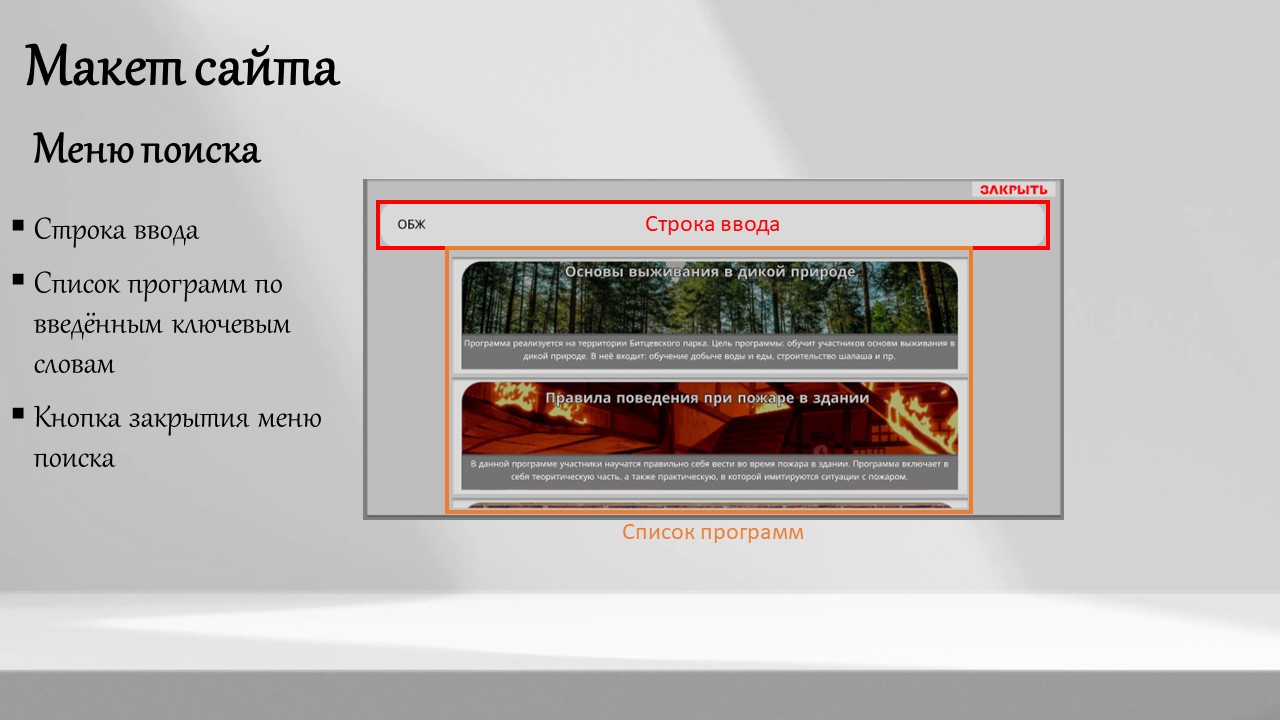 Макет сайта
Меню поиска
Строка ввода
Список программ по
введённым ключевым
словам
Кнопка закрытия меню
поиска
ЗАКРЫТЬ
ОБЖ
Строка ввода
Основы выживания в дикой природе
Программа реализуется на территории Битцевского парка. Цель программы: обучит участников основм выживания в
дикой природе. В неё входит: обучение добыче воды и еды, строительство шалаша и пр.
Правила поведения при пожаре в здании
В данной программе участники научатся правильно себя вести во время пожара в здании. Программа включает в
себя теоритическую часть, а также практическую, в которой имитируются ситуации с пожаром.
Список программ